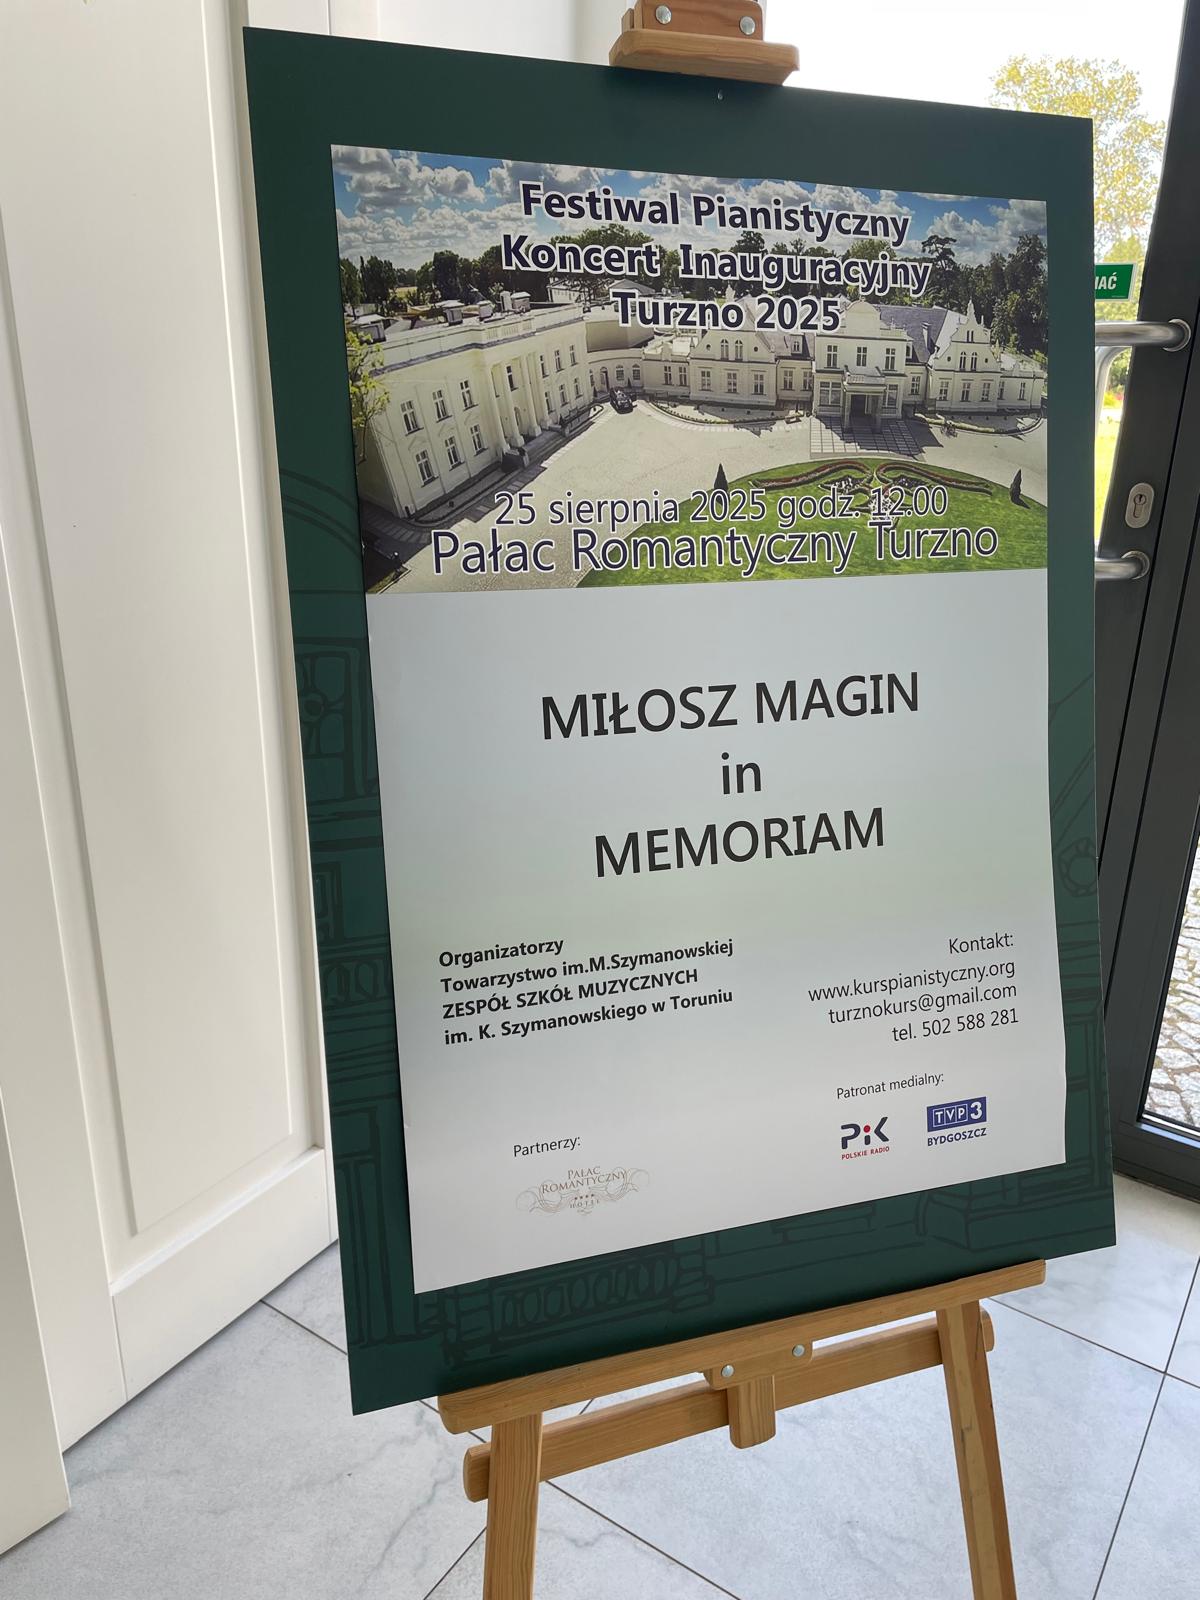 Festiwal Pianistyczny
Koncert Inauguracyjny
Turzno 2025
25 sierpnia 2025 godz. 12.00
Pałac Romantyczny Turzno
MIŁOSZ MAGIN
in
MEMORIAM
Organizatorzy
Towarzystwo im.M.Szymanowskiej
ZESPÓŁ SZKÓŁ MUZYCZNYCH
im. K. Szymanowskiego w Toruniu
Kontakt:
www.kurspianistyczny.org
turznokurs@gmail.com
tel. 502 588 281
Patronat medialny:
PiK
POLSKIE RADIO
TVP3
BYDGOSZCZ
Partnerzy:
PAŁAC
ROMANTYCZNY
HOTEL